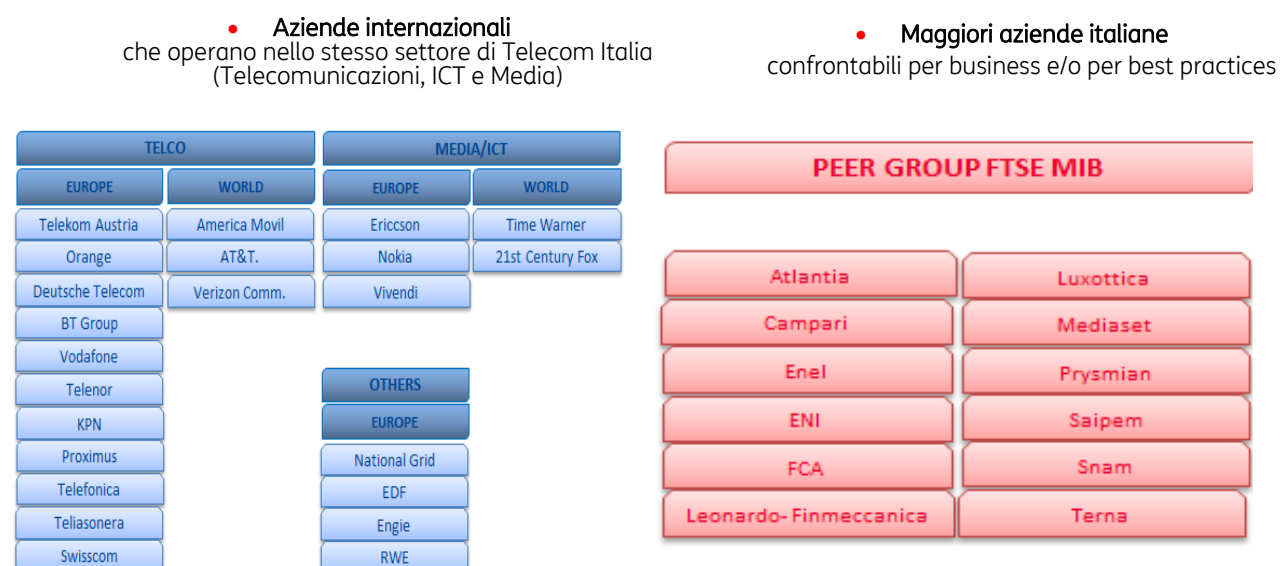 • Aziende internazionali
che operano nello stesso settore di Telecom Italia
(Telecomunicazioni, ICT e Media)
• Maggiori aziende italiane
confrontabili per business e/o per best practices
TELCO
EUROPE
WORLD
Telekom Austria
Orange
Deutsche Telecom
BT Group
Vodafone
Telenor
KPN
Proximus
Telefonica
Teliasonera
Swisscom
America Movil
AT&T.
Verizon Comm.
MEDIA/ICT
EUROPE
WORLD
Ericcson
Nokia
Vivendi
Time Warner
21st Century Fox
OTHERS
EUROPE
National Grid
EDF
Engie
RWE
PEER GROUP FTSE MIB
Atlantia
Campari
Enel
ENI
FCA
Leonardo- Finmeccanica
Luxottica
Mediaset
Prysmian
Saipem
Snam
Terna